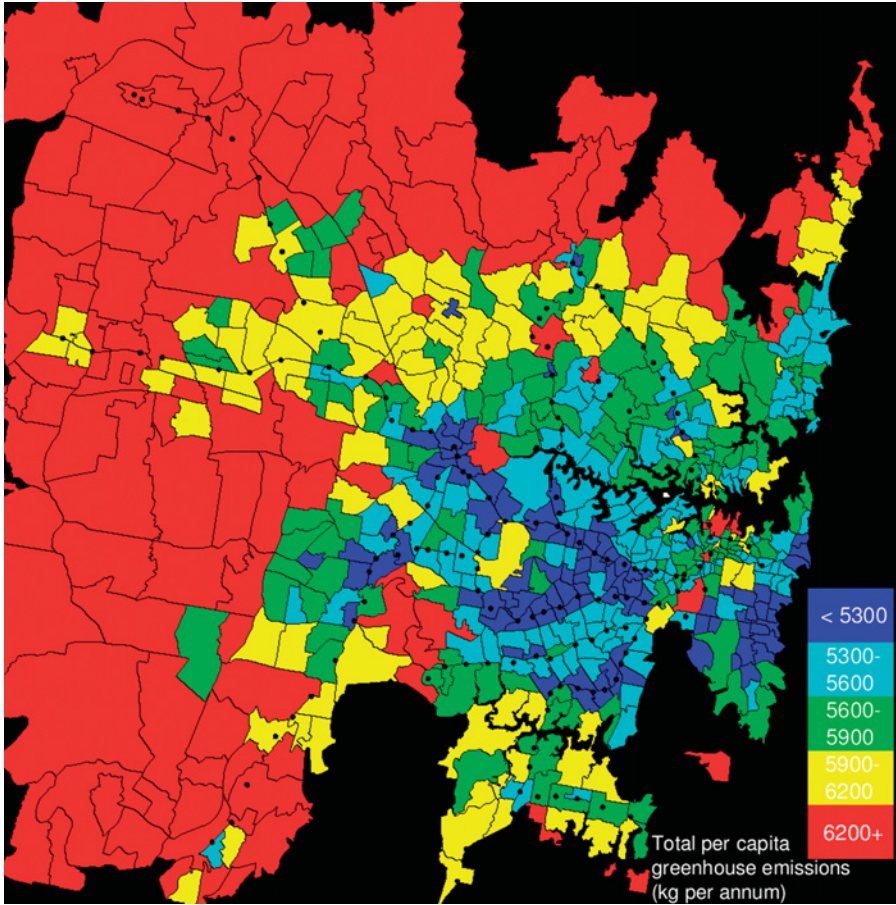 < 5300
5300-
5600
5600-
5900
5900-
6200
6200+
Total per capita
greenhouse emissions
(kg per annum)